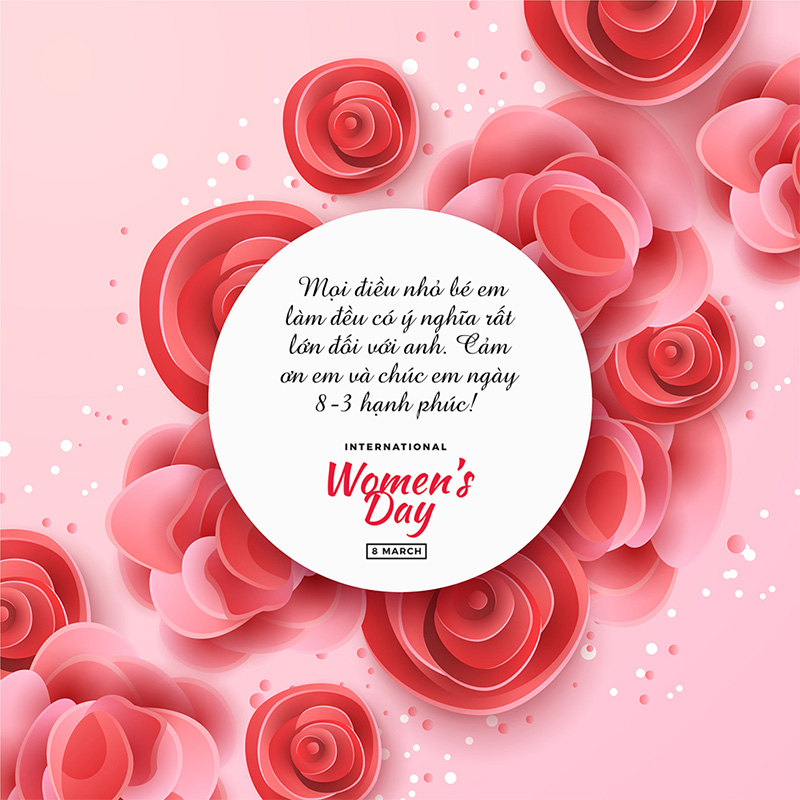 Mọi điều nhỏ bé em
làm đều có ý nghĩa rất
lớn đối với anh. Cảm
ơn em và chúc em ngày
8-3 hạnh phúc!
INTERNATIONAL
Women's
Day
8 MARCH